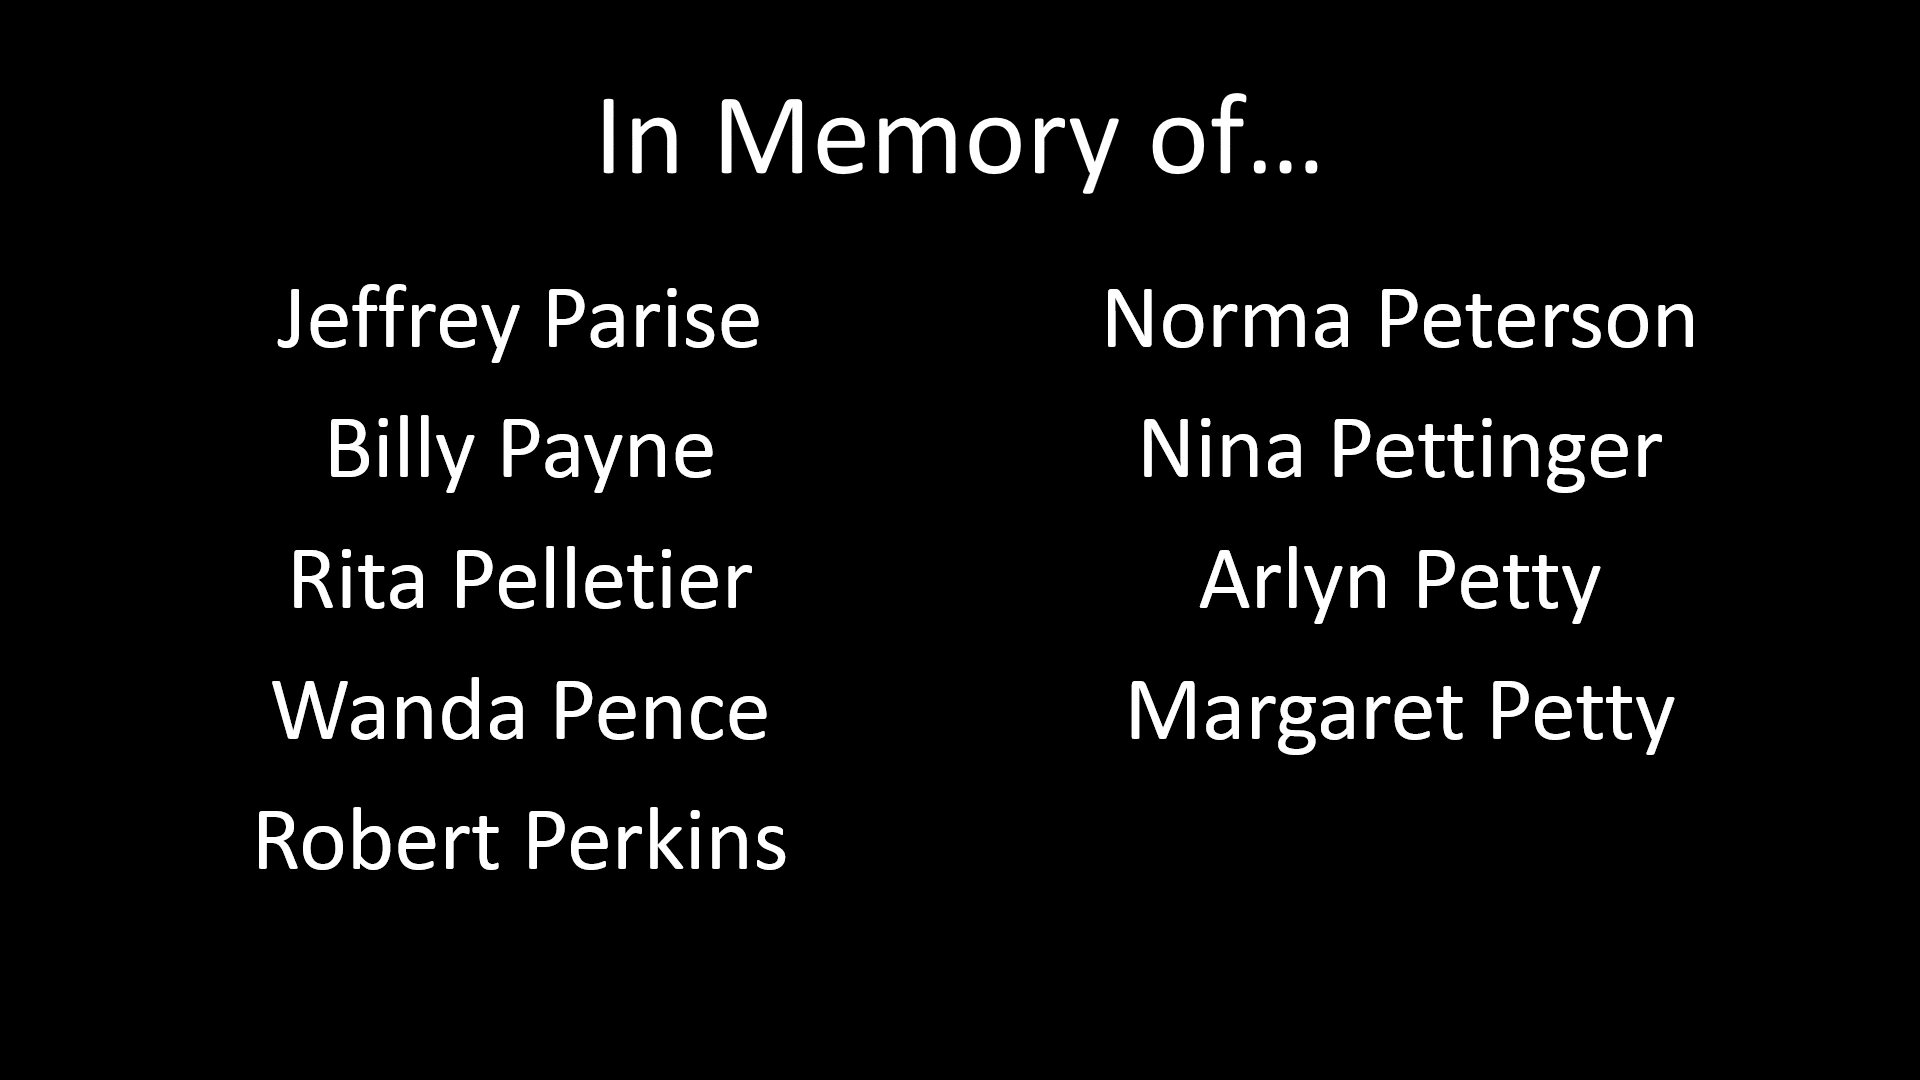 In Memory of…
Jeffrey Parise
Billy Payne
Rita Pelletier
Wanda Pence
Robert Perkins
Norma Peterson
Nina Pettinger
Arlyn Petty
Margaret Petty